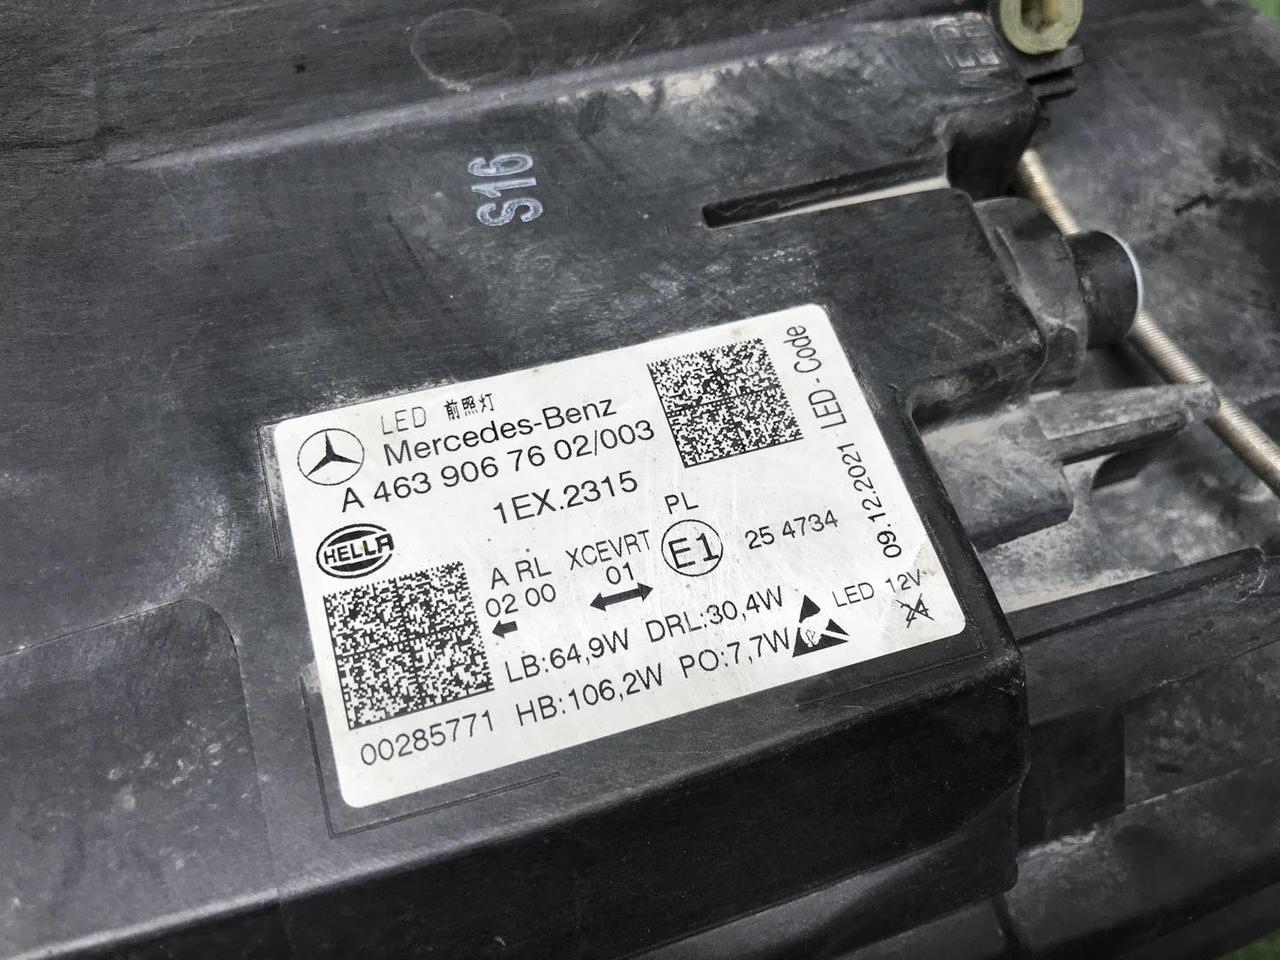 S16
LED 前照灯
Mercedes-Benz
A 463 906 76 02/003
1EX.2315
HELLA
A RL XCEVRT PL
02 00 01 E1 25 4734
LB:64,9W DRL:30,4W LED 12V
HB:106,2W PO:7,7W
00285771
09.12.2021 LED-Code